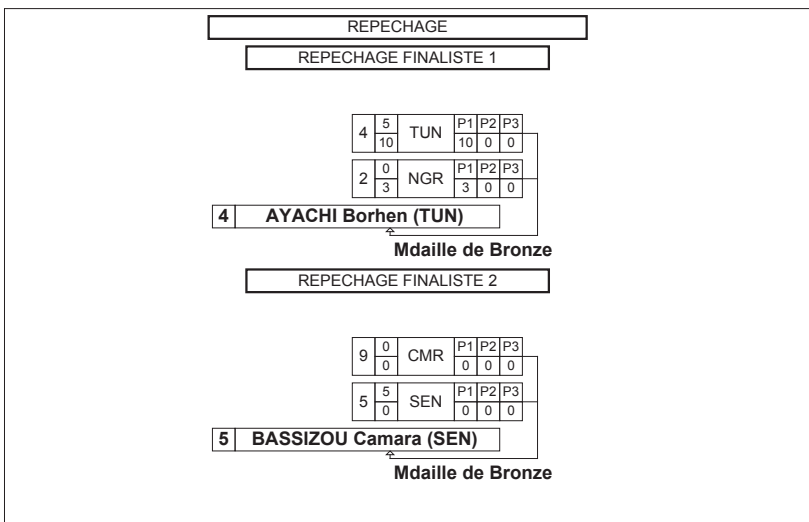 REPECHAGE
REPECHAGE FINALISTE 1
4 5 TUN P1 P2 P3
10 10 0 0
2 0 NGR P1 P2 P3
3 3 0 0
4 AYACHI Borhen (TUN)
Mdaille de Bronze
REPECHAGE FINALISTE 2
9 0 CMR P1 P2 P3
0 0 0 0
5 5 SEN P1 P2 P3
0 0 0 0
5 BASSIZOU Camara (SEN)
Mdaille de Bronze